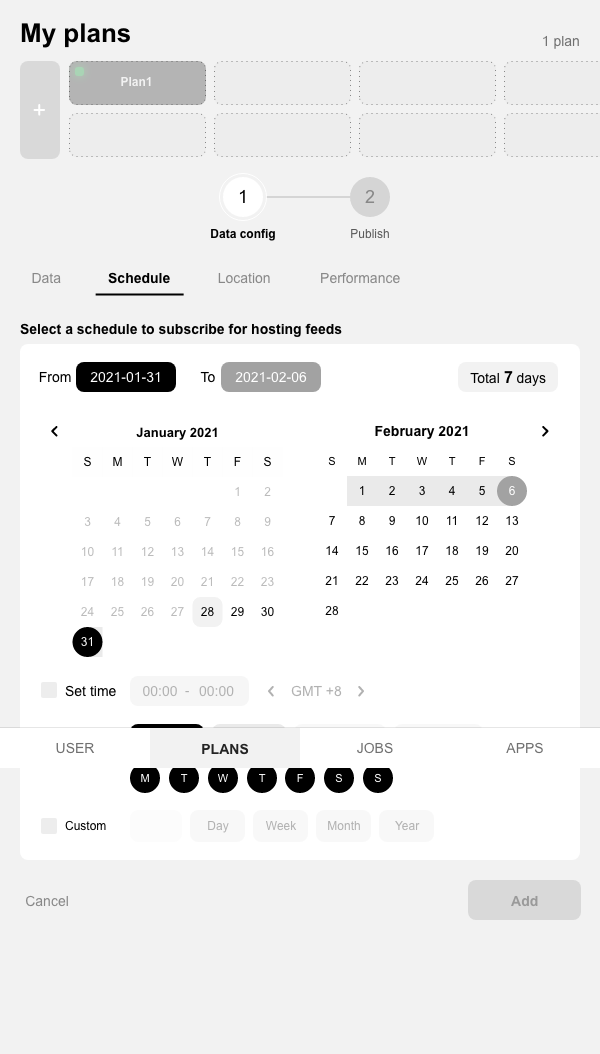 My plans
1 plan
+
Plan1
1
2
Data config
Publish
Data
Schedule
Location
Performance
Select a schedule to subscribe for hosting feeds
From 2021-01-31 To 2021-02-06 Total 7 days
January 2021
S M T W T F S
1 2
3 4 5 6 7 8 9
10 11 12 13 14 15 16
17 18 19 20 21 22 23
24 25 26 27 28 29 30
31
February 2021
S M T W T F S
1 2 3 4 5 6
7 8 9 10 11 12 13
14 15 16 17 18 19 20
21 22 23 24 25 26 27
28
Set time 00:00 - 00:00 GMT +8
USER PLANS JOBS APPS
M T W T F S S
Custom Day Week Month Year
Cancel Add